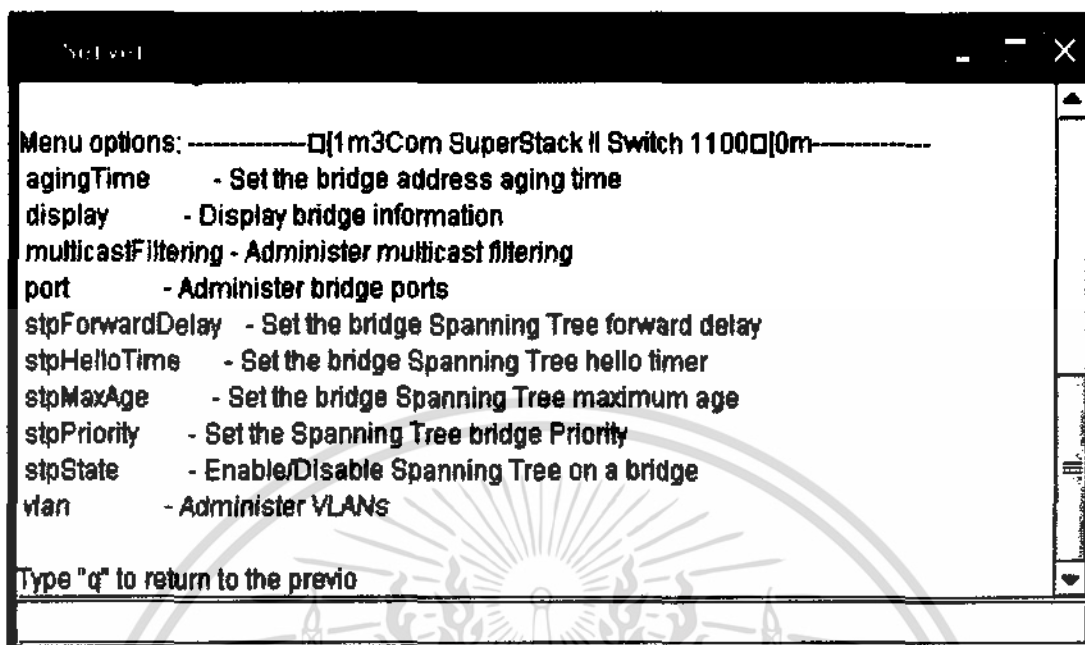 Menu options: -------------□[1m3Com SuperStack II Switch 1100□[0m-------------
agingTime - Set the bridge address aging time
display - Display bridge information
multicastFiltering - Administer multicast filtering
port - Administer bridge ports
stpForwardDelay - Set the bridge Spanning Tree forward delay
stpHelloTime - Set the bridge Spanning Tree hello timer
stpMaxAge - Set the bridge Spanning Tree maximum age
stpPriority - Set the Spanning Tree bridge Priority
stpState - Enable/Disable Spanning Tree on a bridge
vlan - Administer VLANs
Type "q" to return to the previo